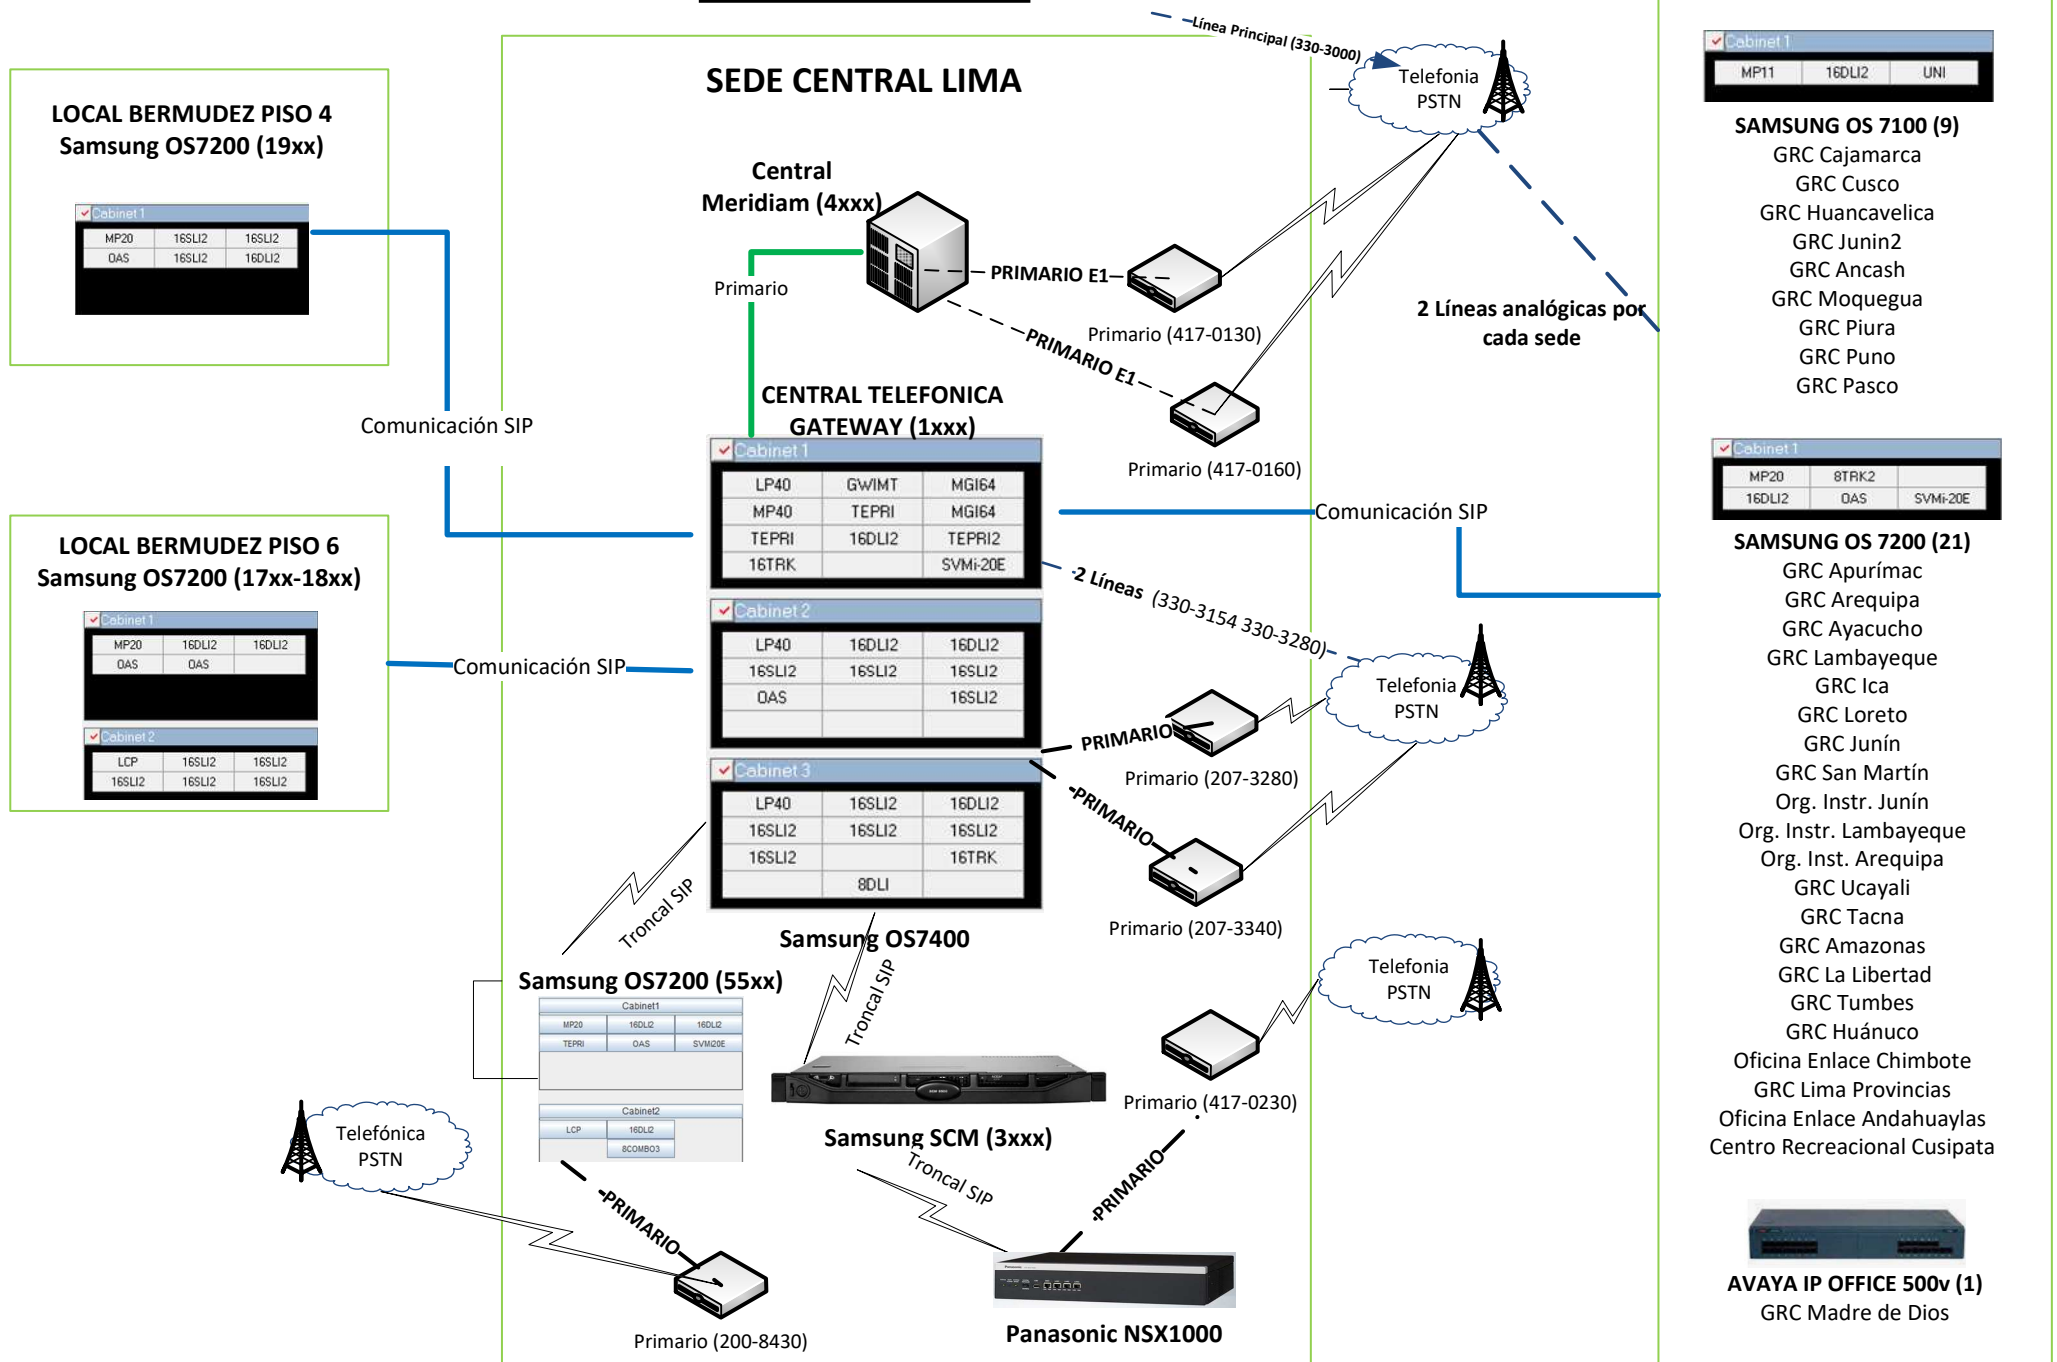 Línea Principal (330-3000)
SEDE CENTRAL LIMA
Telefonia
PSTN
LOCAL BERMUDEZ PISO 4
Samsung OS7200 (19xx)
Cabinet 1
MP20 16SLI2 16SLI2
OAS 16SLI2 16DLI2
Comunicación SIP
LOCAL BERMUDEZ PISO 6
Samsung OS7200 (17xx-18xx)
Cabinet 1
MP20 16DLI2 16DLI2
OAS OAS
Cabinet 2
LCP 16SLI2 16SLI2
16SLI2 16SLI2 16SLI2
Comunicación SIP
Central
Meridiam (4xxx)
Primario
PRIMARIO E1
Primario (417-0130)
PRIMARIO E1
Primario (417-0160)
2 Líneas analógicas por
cada sede
CENTRAL TELEFONICA
GATEWAY (1xxx)
Cabinet 1
LP40 GWIMT MGI64
MP40 TEPRI MGI64
TEPRI 16DLI2 TEPRI2
16TRK SVMi-20E
Cabinet 2
LP40 16DLI2 16DLI2
16SLI2 16SLI2 16SLI2
OAS 16SLI2
Cabinet 3
LP40 16SLI2 16DLI2
16SLI2 16SLI2 16SLI2
16SLI2 16TRK
8DLI
Samsung OS7400
Comunicación SIP
2 Líneas (330-3154 330-3280)
Telefonia
PSTN
PRIMARIO
Primario (207-3280)
PRIMARIO
Primario (207-3340)
Troncal SIP
Troncal SIP
Samsung OS7200 (55xx)
Cabinet1
MP20 16DLI2 16DLI2
TEPRI OAS SVMI20E
Cabinet2
LCP 16DLI2
8COMBO3
Telefonia
PSTN
Primario (417-0230)
Samsung SCM (3xxx)
Troncal SIP
PRIMARIO
Telefónica
PSTN
PRIMARIO
Primario (200-8430)
Panasonic NSX1000
Cabinet 1
MP11 16DLI2 UNI
SAMSUNG OS 7100 (9)
GRC Cajamarca
GRC Cusco
GRC Huancavelica
GRC Junin2
GRC Ancash
GRC Moquegua
GRC Piura
GRC Puno
GRC Pasco
Cabinet 1
MP20 8TRK2
16DLI2 OAS SVMi-20E
SAMSUNG OS 7200 (21)
GRC Apurímac
GRC Arequipa
GRC Ayacucho
GRC Lambayeque
GRC Ica
GRC Loreto
GRC Junín
GRC San Martín
Org. Instr. Junín
Org. Instr. Lambayeque
Org. Inst. Arequipa
GRC Ucayali
GRC Tacna
GRC Amazonas
GRC La Libertad
GRC Tumbes
GRC Huánuco
Oficina Enlace Chimbote
GRC Lima Provincias
Oficina Enlace Andahuaylas
Centro Recreacional Cusipata
AVAYA IP OFFICE 500v (1)
GRC Madre de Dios